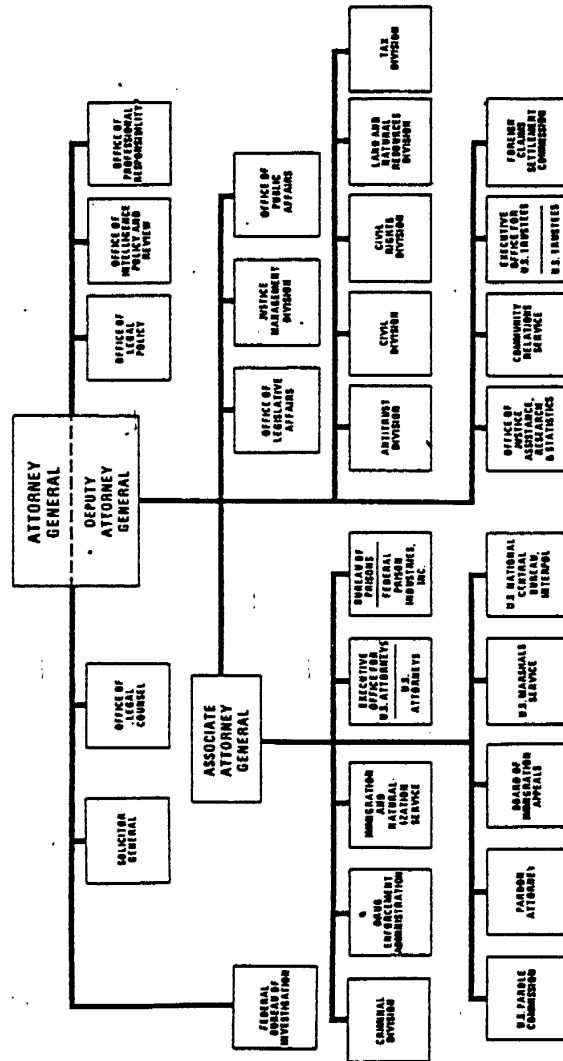 ATTORNEY
GENERAL
DEPUTY
ATTORNEY
GENERAL
SOLICITOR
GENERAL
OFFICE OF
LEGAL
COUNSEL
OFFICE OF
LEGAL
POLICY
OFFICE OF
INTELLIGENCE
POLICY AND
REVIEW
OFFICE OF
PROFESSIONAL
RESPONSIBILITY
FEDERAL
BUREAU OF
INVESTIGATION
ASSOCIATE
ATTORNEY
GENERAL
OFFICE OF
LEGISLATIVE
AFFAIRS
JUSTICE
MANAGEMENT
DIVISION
OFFICE OF
PUBLIC
AFFAIRS
CRIMINAL
DIVISION
DRUG
ENFORCEMENT
ADMINISTRATION
IMMIGRATION
AND
NATURAL-
IZATION
SERVICE
EXECUTIVE
OFFICE FOR
U.S. ATTORNEYS
U.S.
ATTORNEYS
BUREAU OF
PRISONS
FEDERAL
PRISON
INDUSTRIES,
INC.
ANTITRUST
DIVISION
CIVIL
DIVISION
CIVIL
RIGHTS
DIVISION
LAND AND
NATURAL
RESOURCES
DIVISION
TAX
DIVISION
U.S. PAROLE
COMMISSION
PARDON
ATTORNEY
BOARD OF
IMMIGRATION
APPEALS
U.S. MARSHALS
SERVICE
U.S. NATIONAL
CENTRAL
BUREAU,
INTERPOL
OFFICE OF
JUSTICE
ASSISTANCE,
RESEARCH
& STATISTICS
COMMUNITY
RELATIONS
SERVICE
EXECUTIVE
OFFICE FOR
U.S. TRUSTEES
U.S. TRUSTEES
FOREIGN
CLAIMS
SETTLEMENT
COMMISSION